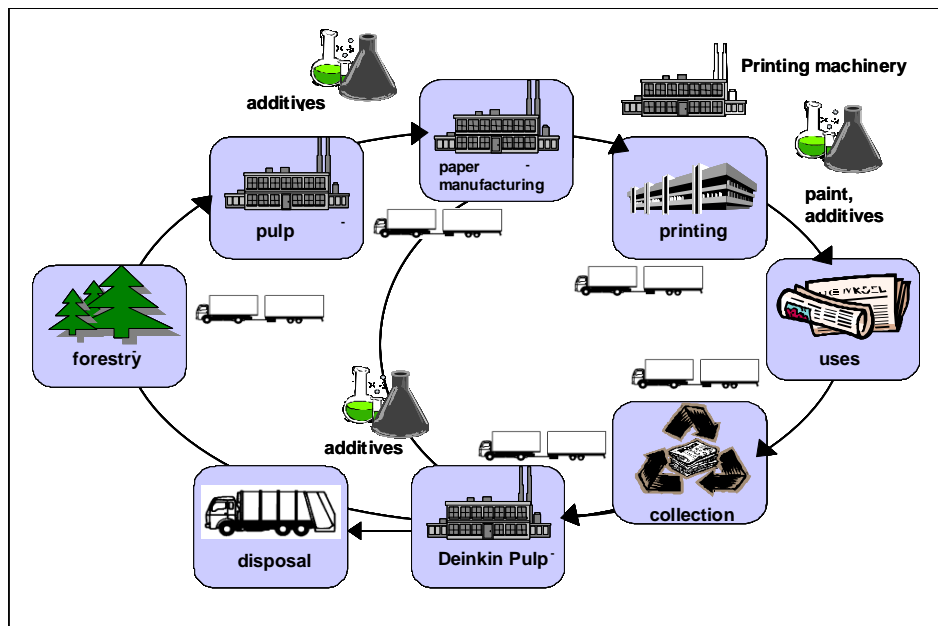 additives
Printing machinery
paper -
manufacturing
pulp -
printing
paint,
additives
forestry-
uses
additives
collection
disposal
Deinkin Pulp-